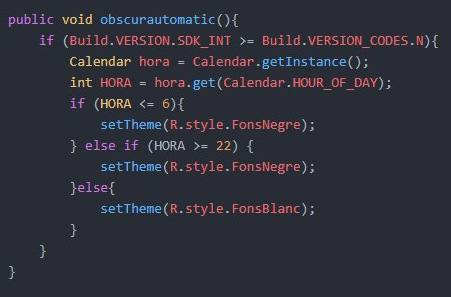 public void obscurautomatic(){
    if (Build.VERSION.SDK_INT >= Build.VERSION_CODES.N){
        Calendar hora = Calendar.getInstance();
        int HORA = hora.get(Calendar.HOUR_OF_DAY);
        if (HORA <= 6){
            setTheme(R.style.FonsNegre);
        } else if (HORA >= 22) {
            setTheme(R.style.FonsNegre);
        }else{
            setTheme(R.style.FonsBlanc);
        }
    }
}